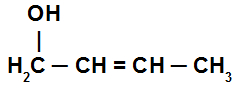 OH
|
H₂C — CH = CH — CH₃